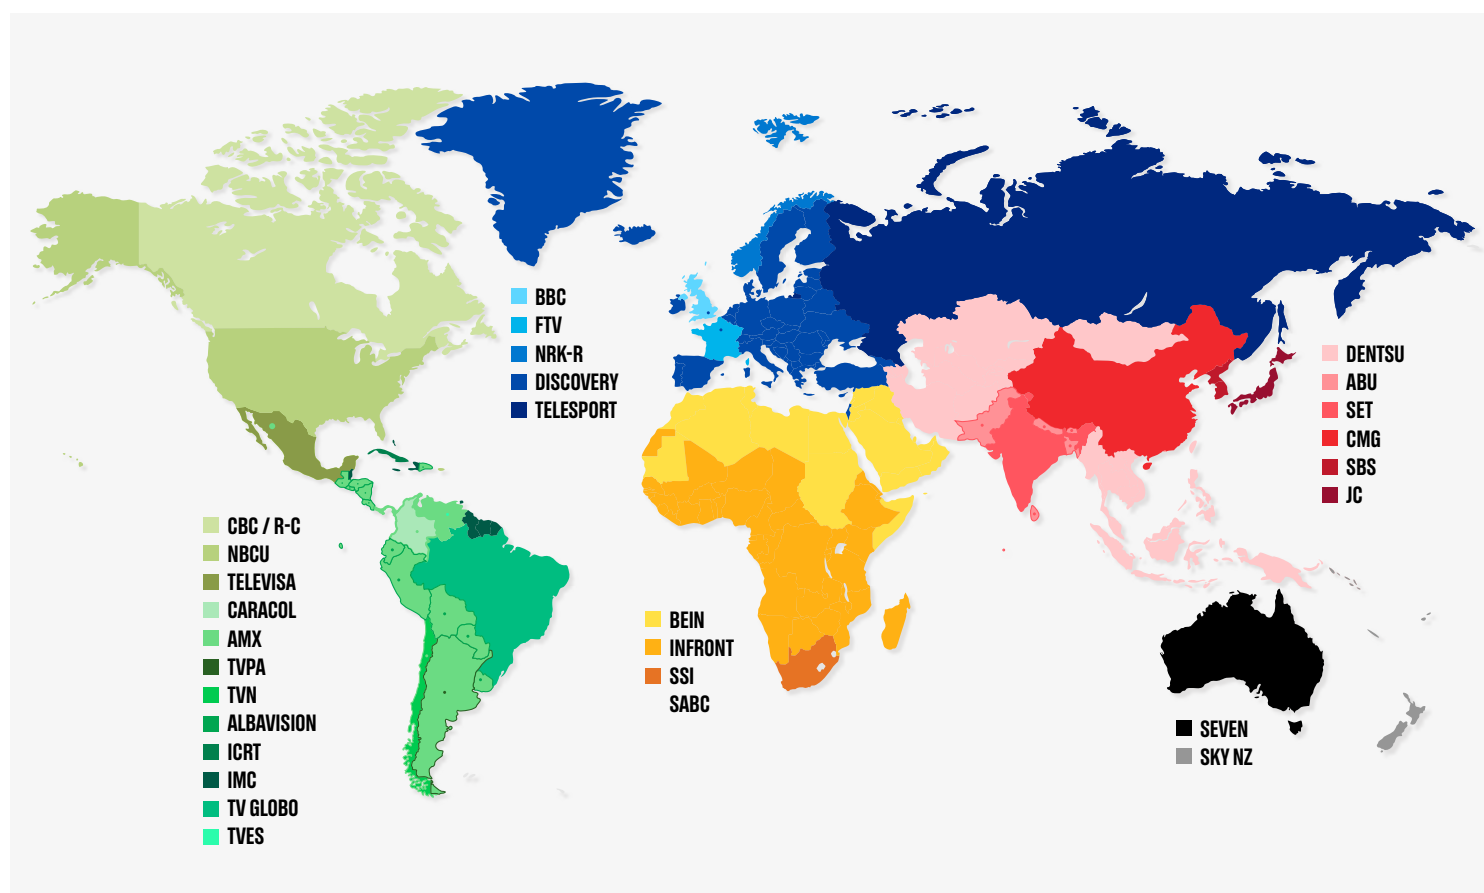 BBC
FTV
NRK-R
DISCOVERY
TELESPORT
DENTSU
ABU
SET
CMG
SBS
JC
CBC / R-C
NBCU
TELEVISA
CARACOL
AMX
TVPA
TVN
ALBAVISION
ICRT
IMC
TV GLOBO
TVES
BEIN
INFRONT
SSI
SABC
SEVEN
SKY NZ